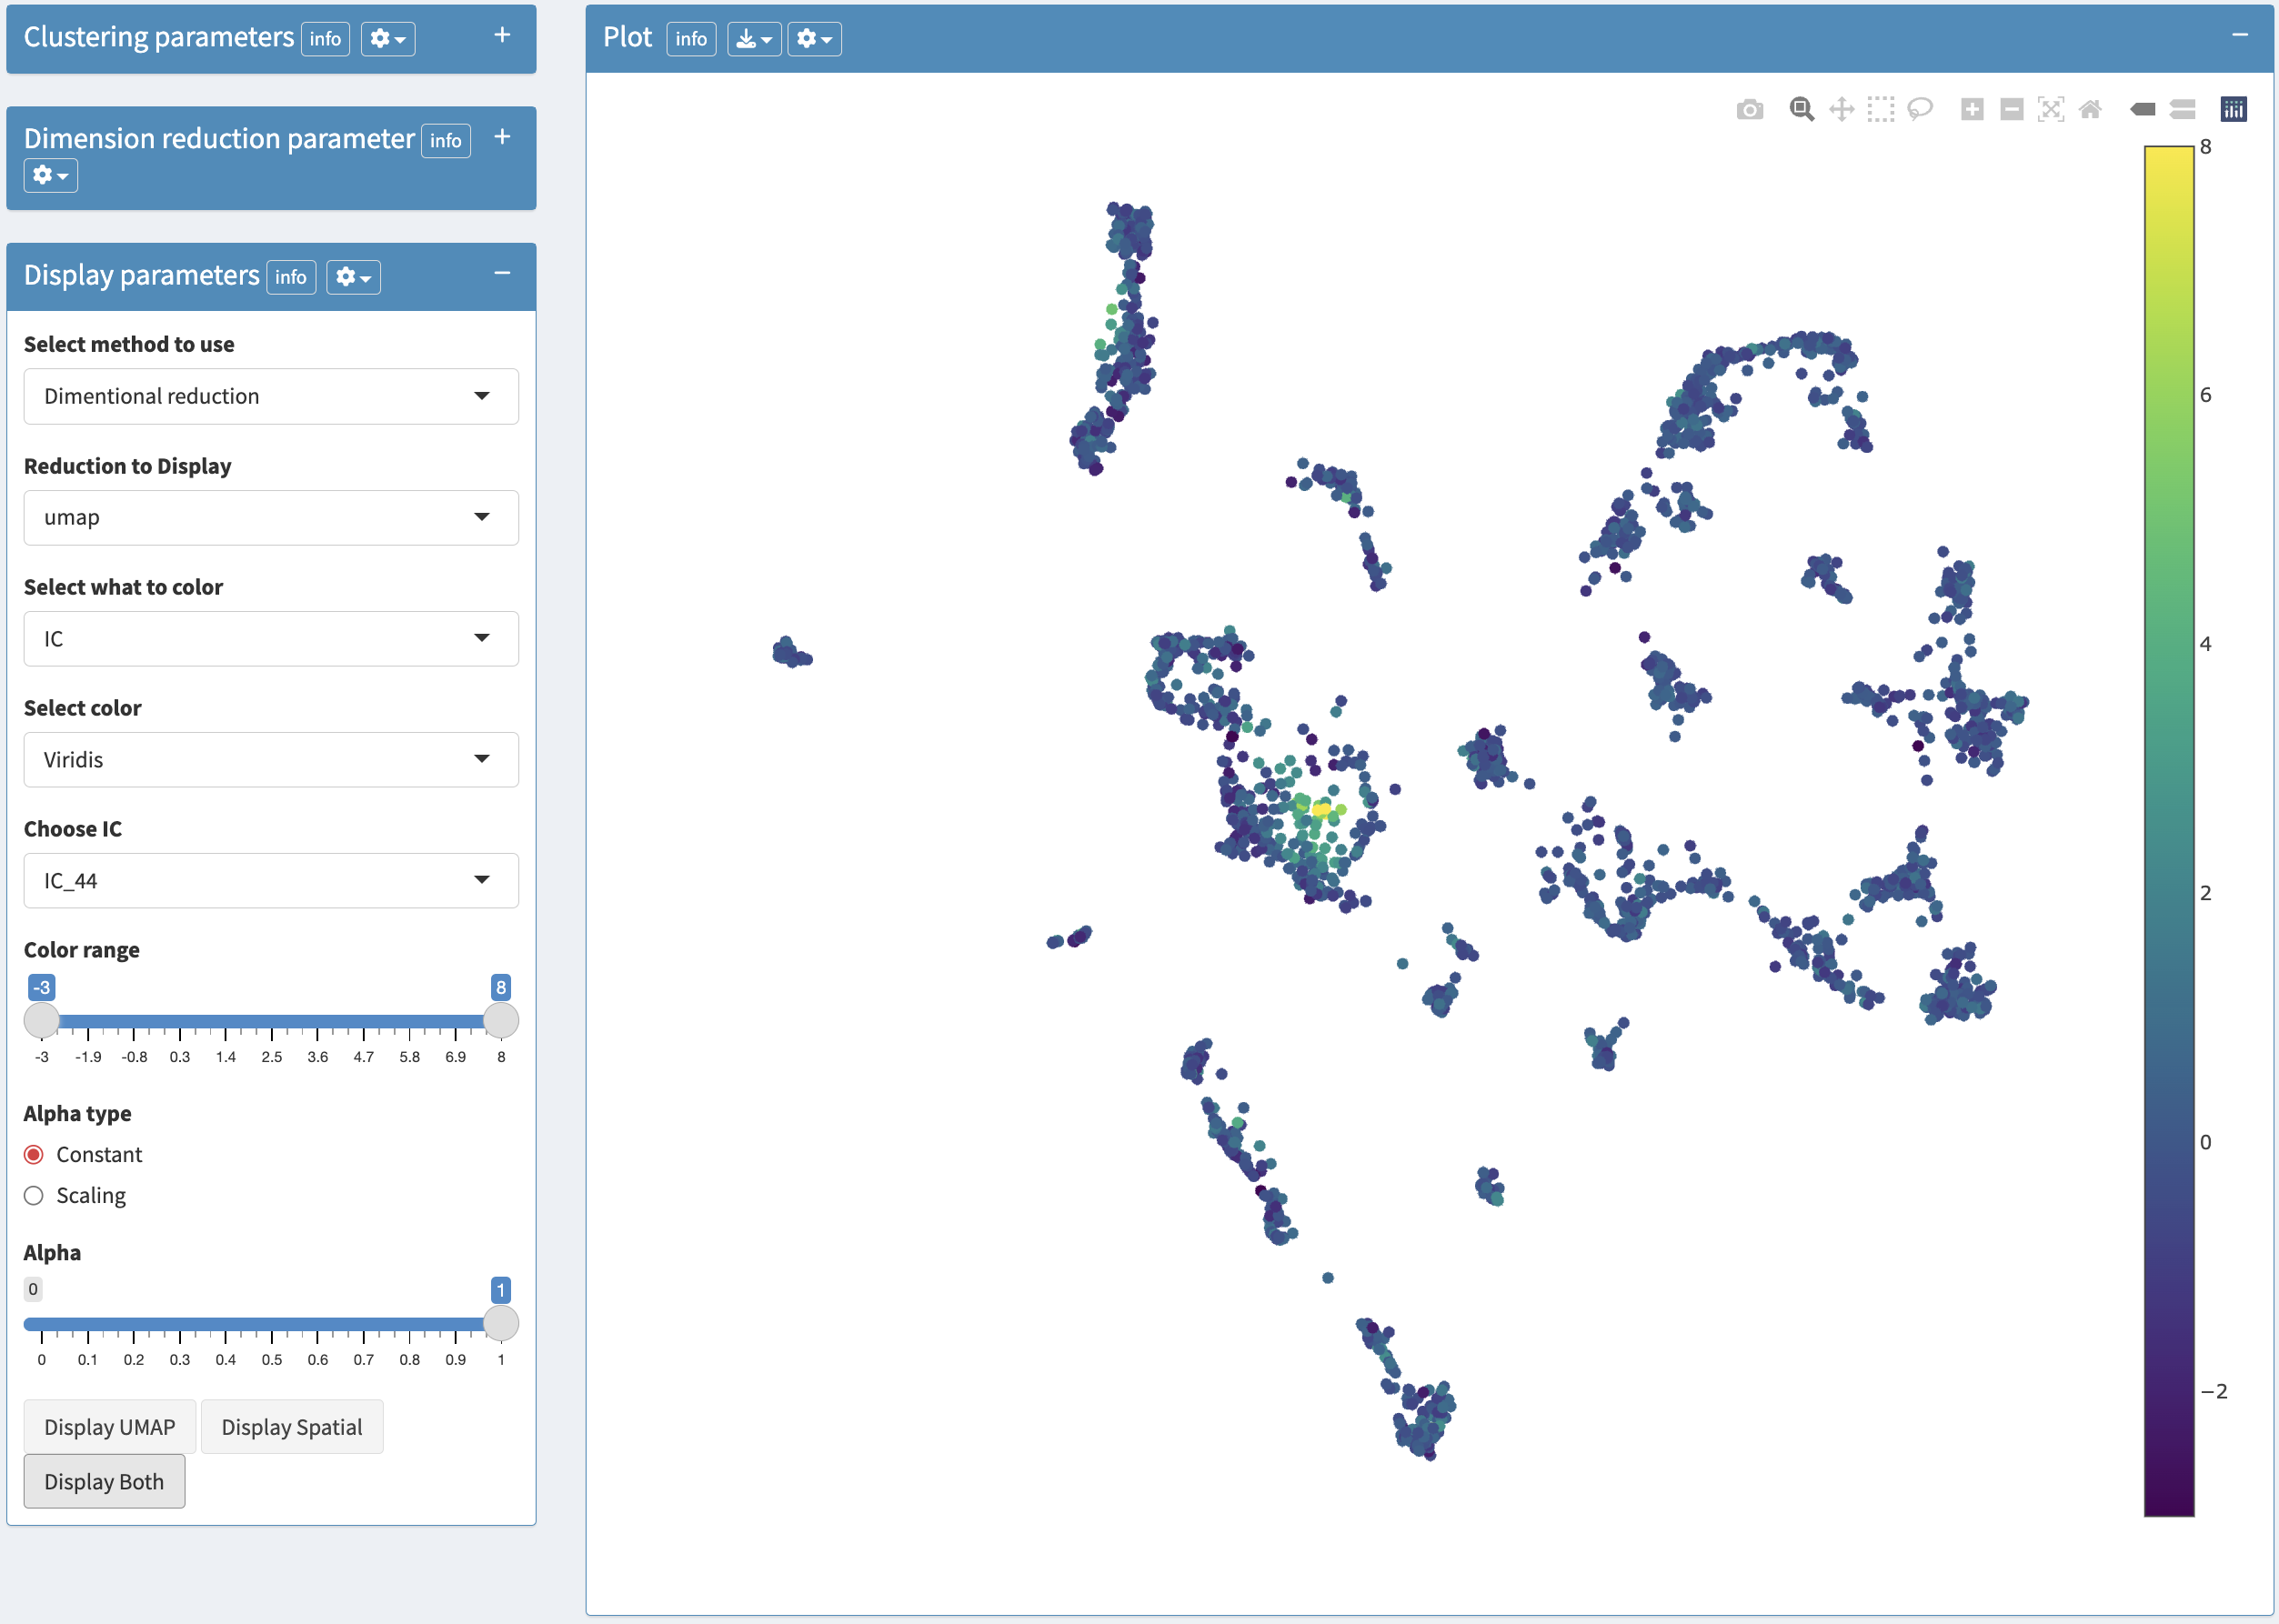 Clustering parameters info
Dimension reduction parameter info
Display parameters info
Select method to use
Dimentional reduction
Reduction to Display
umap
Select what to color
IC
Select color
Viridis
Choose IC
IC_44
Color range
-3 8
-3 -1.9 -0.8 0.3 1.4 2.5 3.6 4.7 5.8 6.9 8
Alpha type
Constant
Scaling
Alpha
0 1
0 0.1 0.2 0.3 0.4 0.5 0.6 0.7 0.8 0.9 1
Display UMAP Display Spatial
Display Both
Plot info
8
6
4
2
0
−2